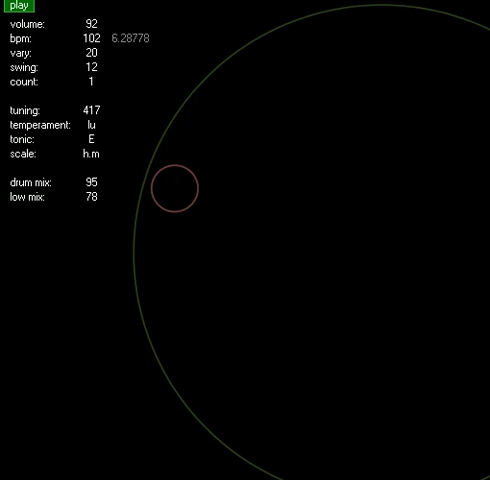 play
volume: 92
bpm: 102 6.28778
vary: 20
swing: 12
count: 1
tuning: 417
temperament: lu
tonic: E
scale: h.m
drum mix: 95
low mix: 78